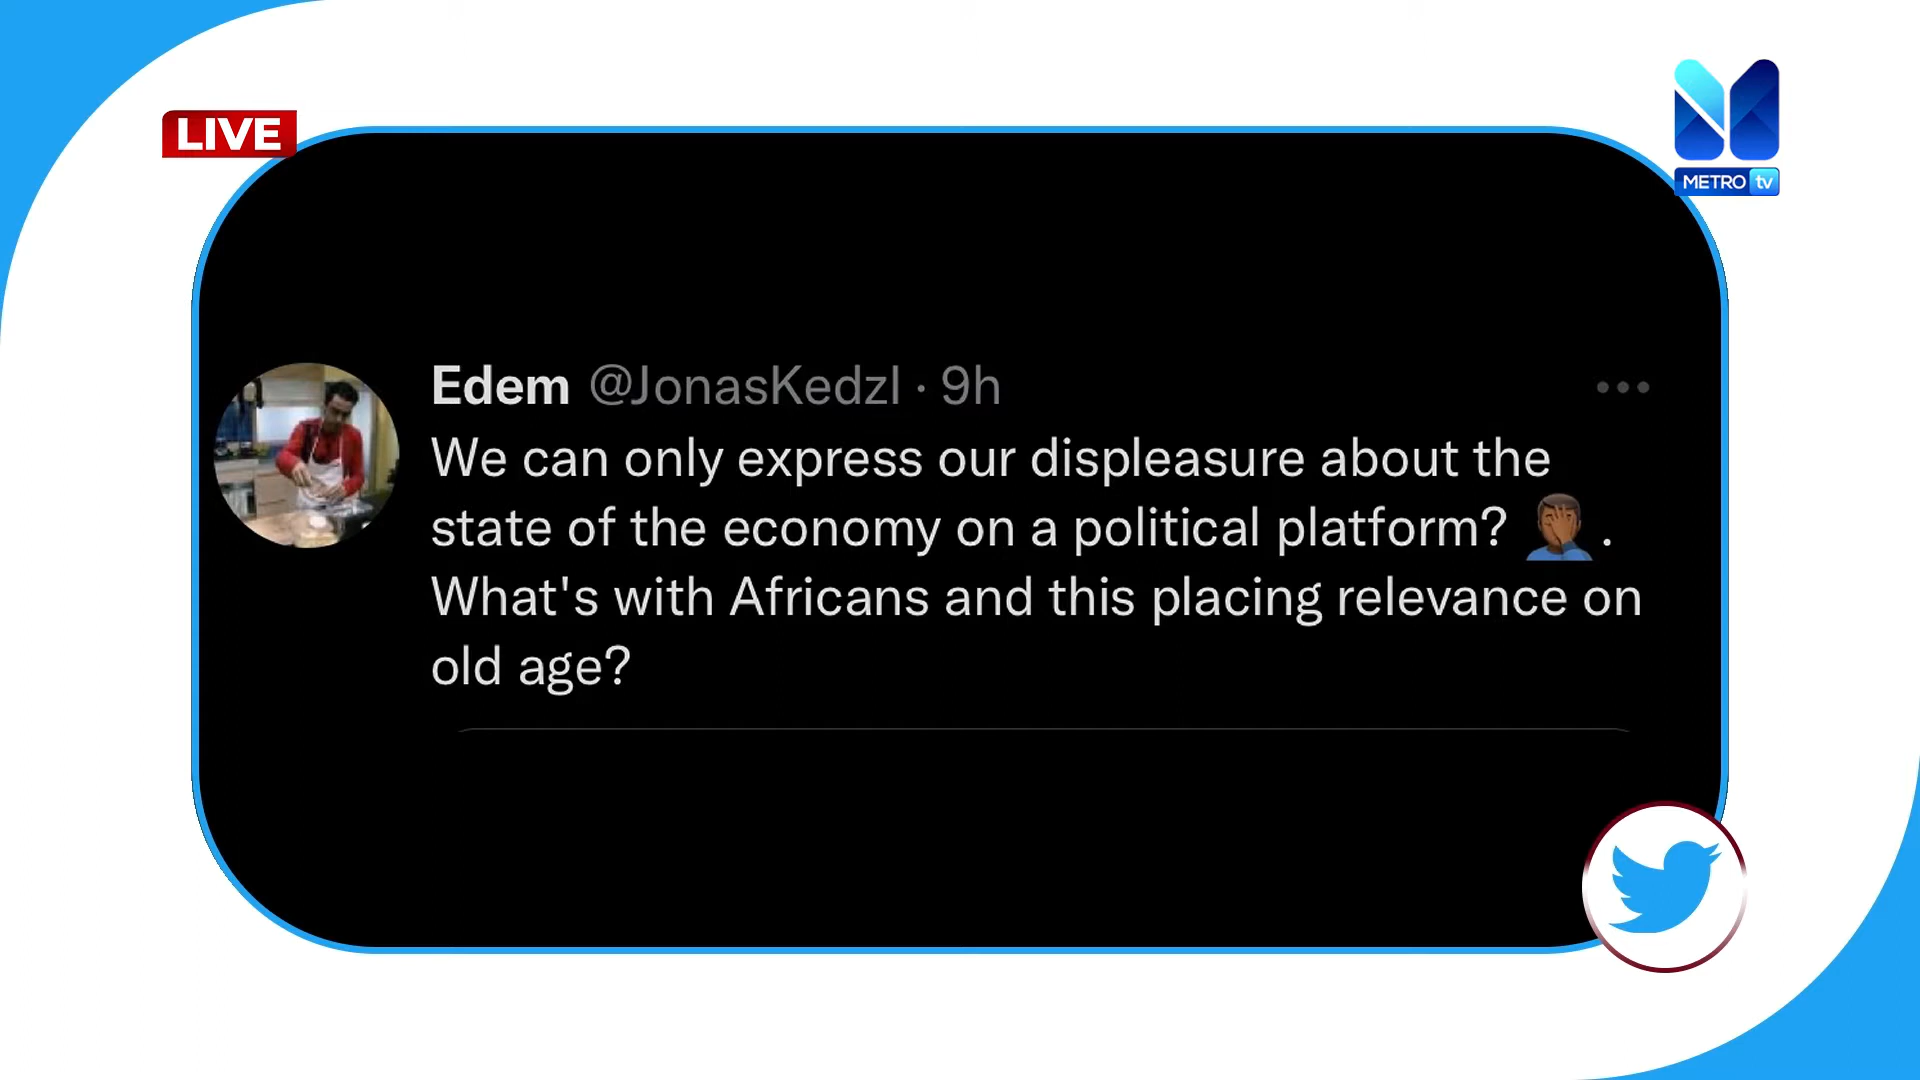 LIVE
METRO tv
Edem @JonasKedzl · 9h
We can only express our displeasure about the
state of the economy on a political platform? 🤦🏾‍♂️.
What's with Africans and this placing relevance on
old age?